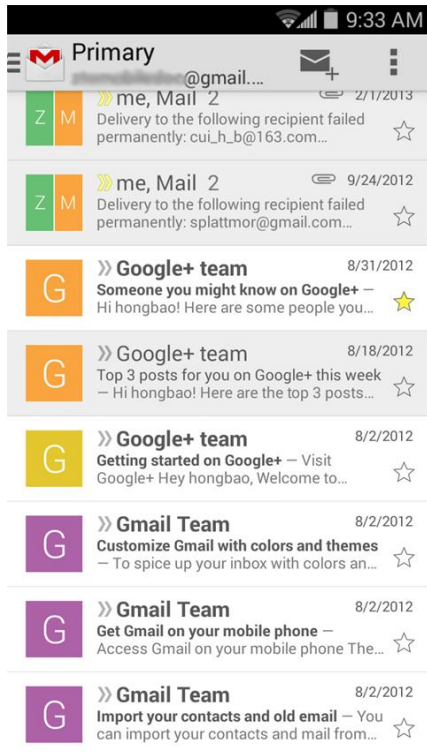 9:33 AM
Primary
@gmail....
Z M
me, Mail 2
2/1/2013
Delivery to the following recipient failed
permanently: cui_h_b@163.com...
Z M
me, Mail 2
9/24/2012
Delivery to the following recipient failed
permanently: splattmor@gmail.com...
G
Google+ team
8/31/2012
Someone you might know on Google+ –
Hi hongbao! Here are some people you...
G
Google+ team
8/18/2012
Top 3 posts for you on Google+ this week
– Hi hongbao! Here are the top 3 posts...
G
Google+ team
8/2/2012
Getting started on Google+ – Visit
Google+ Hey hongbao, Welcome to...
G
Gmail Team
8/2/2012
Customize Gmail with colors and themes
– To spice up your inbox with colors an...
G
Gmail Team
8/2/2012
Get Gmail on your mobile phone –
Access Gmail on your mobile phone The...
G
Gmail Team
8/2/2012
Import your contacts and old email – You
can import your contacts and mail from...